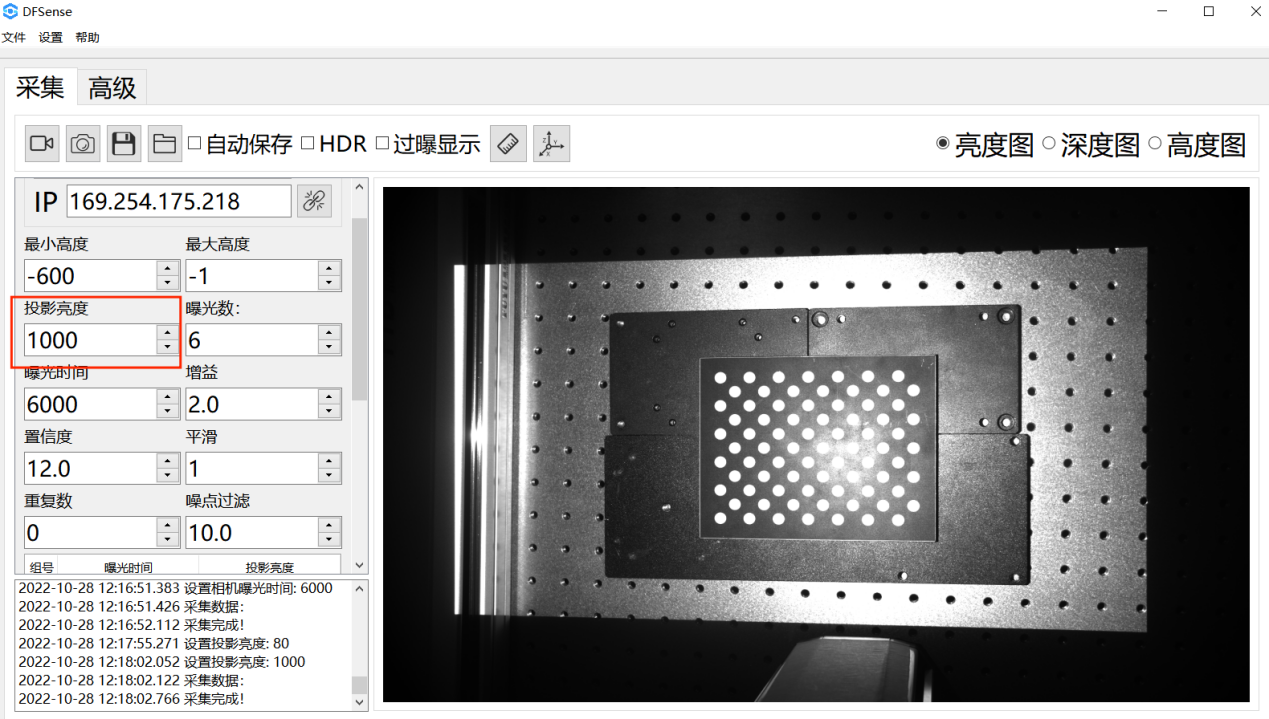 DFSense
文件 设置 帮助
采集 高级
自动保存 HDR 过曝显示 亮度图 深度图 高度图
IP 169.254.175.218
最小高度 最大高度
-600 -1
投影亮度 曝光数:
1000 6
曝光时间 增益
6000 2.0
置信度 平滑
12.0 1
重复数 噪点过滤
0 10.0
组号 曝光时间 投影亮度
2022-10-28 12:16:51.383 设置相机曝光时间: 6000
2022-10-28 12:16:51.426 采集数据:
2022-10-28 12:16:52.112 采集完成!
2022-10-28 12:17:55.271 设置投影亮度: 80
2022-10-28 12:18:02.052 设置投影亮度: 1000
2022-10-28 12:18:02.122 采集数据:
2022-10-28 12:18:02.766 采集完成!